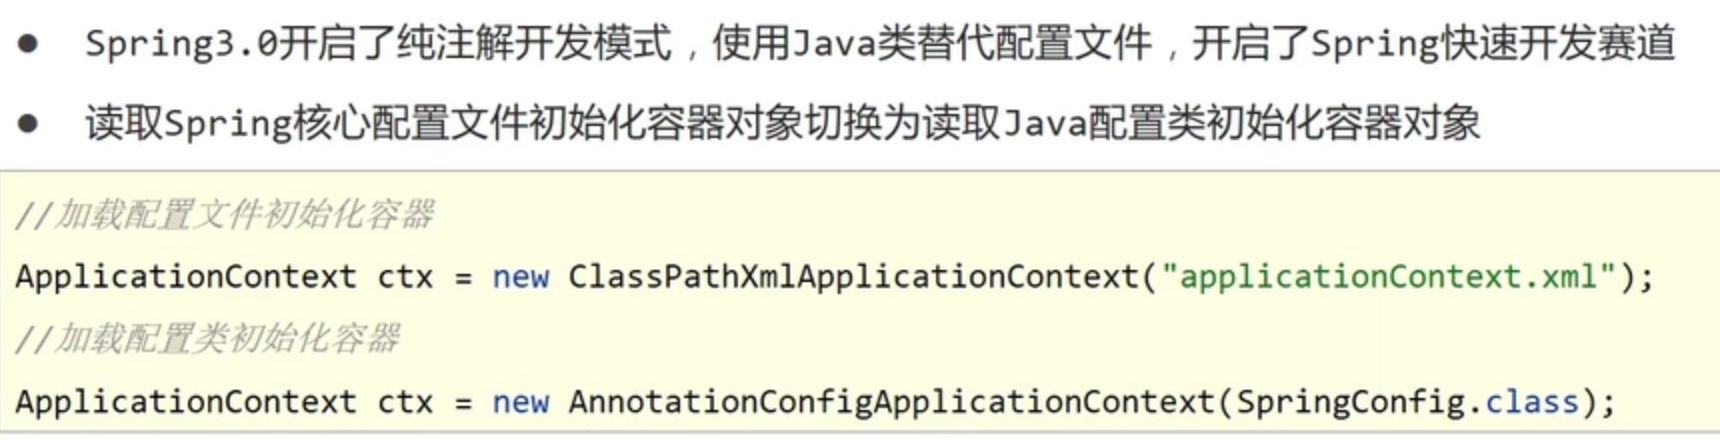 ● Spring3.0开启了纯注解开发模式，使用Java类替代配置文件，开启了Spring快速开发赛道
● 读取Spring核心配置文件初始化容器对象切换为读取Java配置类初始化容器对象
//加载配置文件初始化容器
ApplicationContext ctx = new ClassPathXmlApplicationContext("applicationContext.xml");
//加载配置类初始化容器
ApplicationContext ctx = new AnnotationConfigApplicationContext(SpringConfig.class);